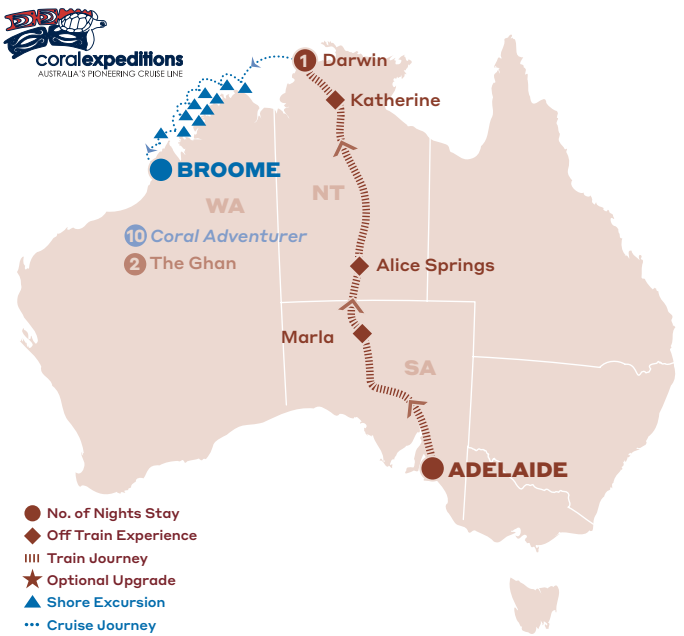 coralexpeditions
AUSTRALIA'S PIONEERING CRUISE LINE
1 Darwin
Katherine
BROOME
NT
WA
10 Coral Adventurer
2 The Ghan
Alice Springs
Marla
SA
ADELAIDE
No. of Nights Stay
Off Train Experience
Train Journey
Optional Upgrade
Shore Excursion
Cruise Journey